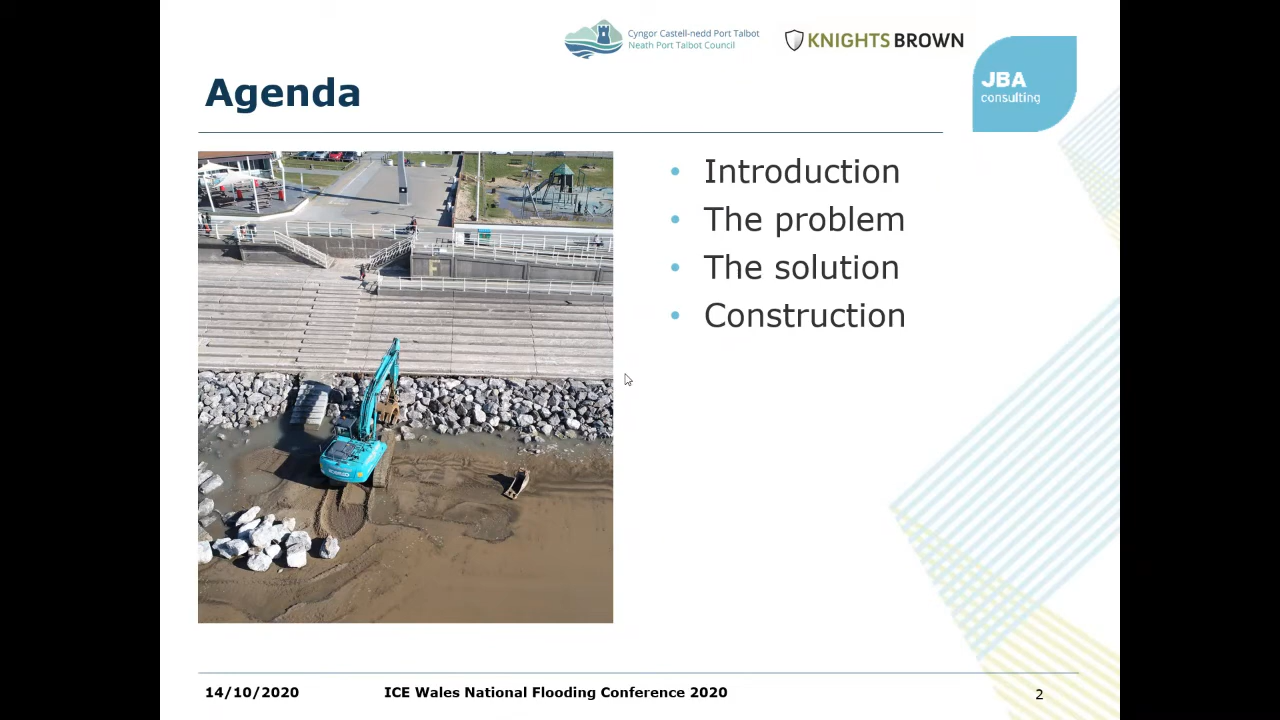 Cyngor Castell-nedd Port Talbot
Neath Port Talbot Council
KNIGHTS BROWN
JBA
consulting
Agenda
• Introduction
• The problem
• The solution
• Construction
F
14/10/2020 ICE Wales National Flooding Conference 2020 2